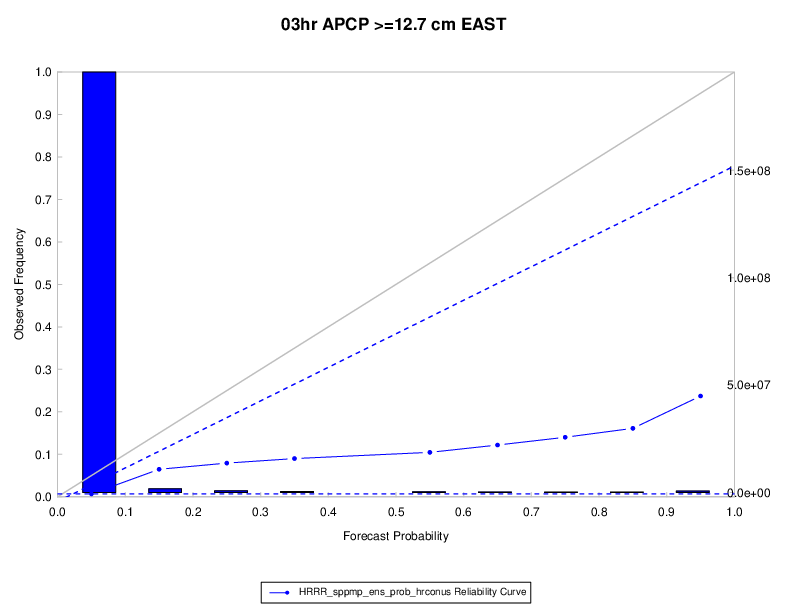 03hr APCP >=12.7 cm EAST
1.0
0.9
0.8
0.7
0.6
0.5
0.4
0.3
0.2
0.1
0.0
Observed Frequency
1.5e+08
1.0e+08
5.0e+07
0.0e+00
0.0 0.1 0.2 0.3 0.4 0.5 0.6 0.7 0.8 0.9 1.0
Forecast Probability
HRRR_sppmp_ens_prob_hrconus Reliability Curve